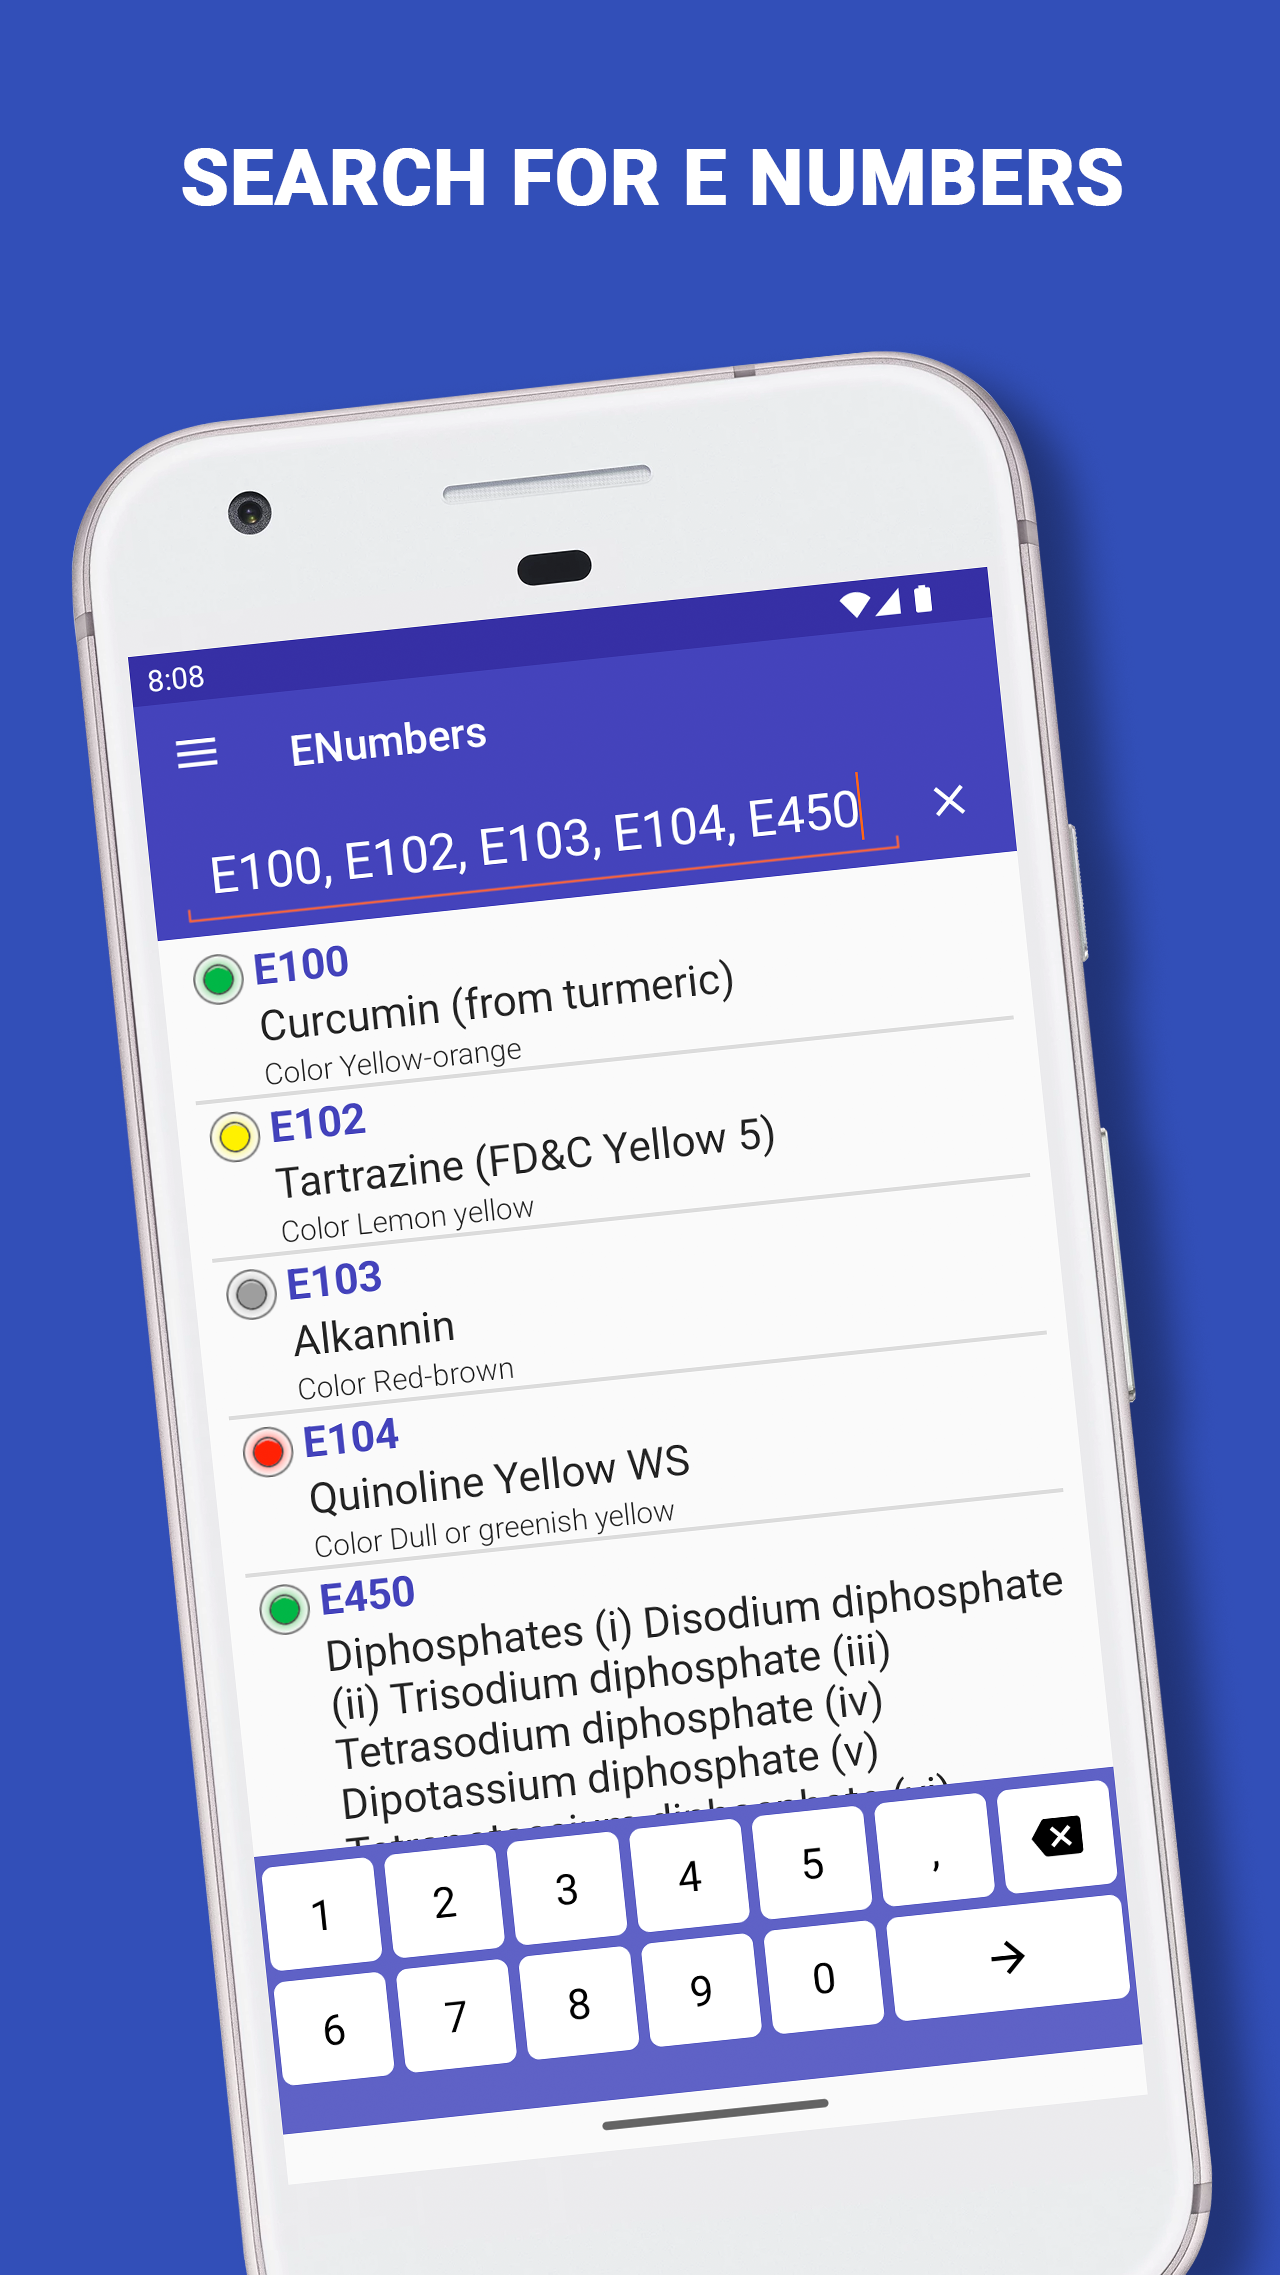 SEARCH FOR E NUMBERS
8:08
ENumbers
E100, E102, E103, E104, E450
E100
Curcumin (from turmeric)
Color Yellow-orange
E102
Tartrazine (FD&C Yellow 5)
Color Lemon yellow
E103
Alkannin
Color Red-brown
E104
Quinoline Yellow WS
Color Dull or greenish yellow
E450
Diphosphates (i) Disodium diphosphate
(ii) Trisodium diphosphate (iii)
Tetrasodium diphosphate (iv)
Dipotassium diphosphate (v)
1 2 3 4 5 ,
6 7 8 9 0